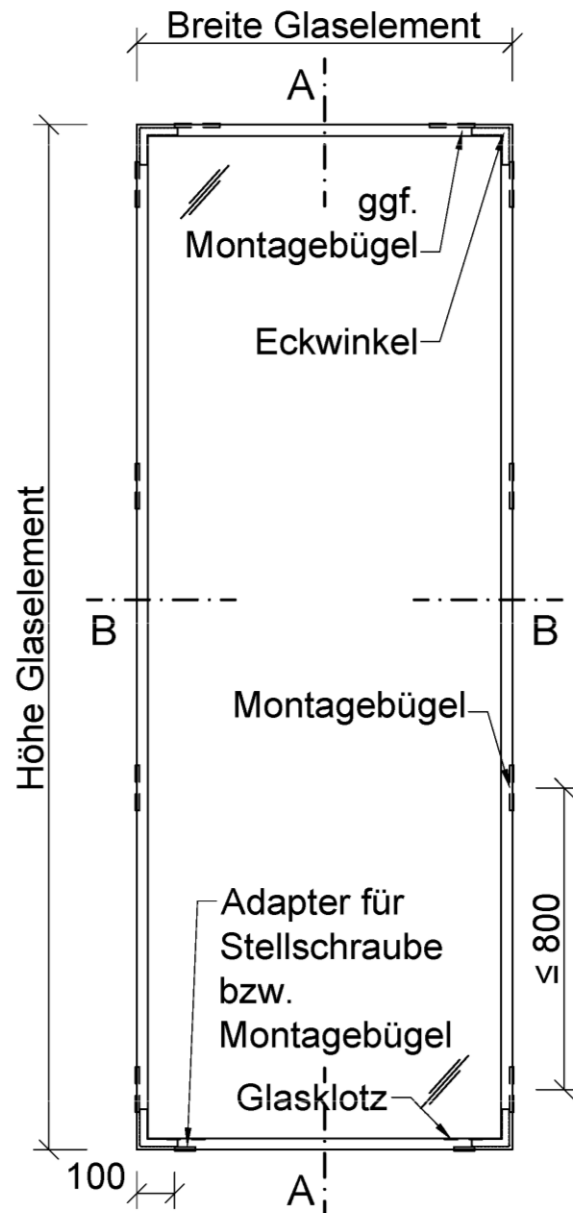 Breite Glaselement
A
ggf.
Montagebügel
Eckwinkel
Höhe Glaselement
B
B
Montagebügel
≤ 800
Adapter für
Stellschraube
bzw.
Montagebügel
Glasklotz
100
A